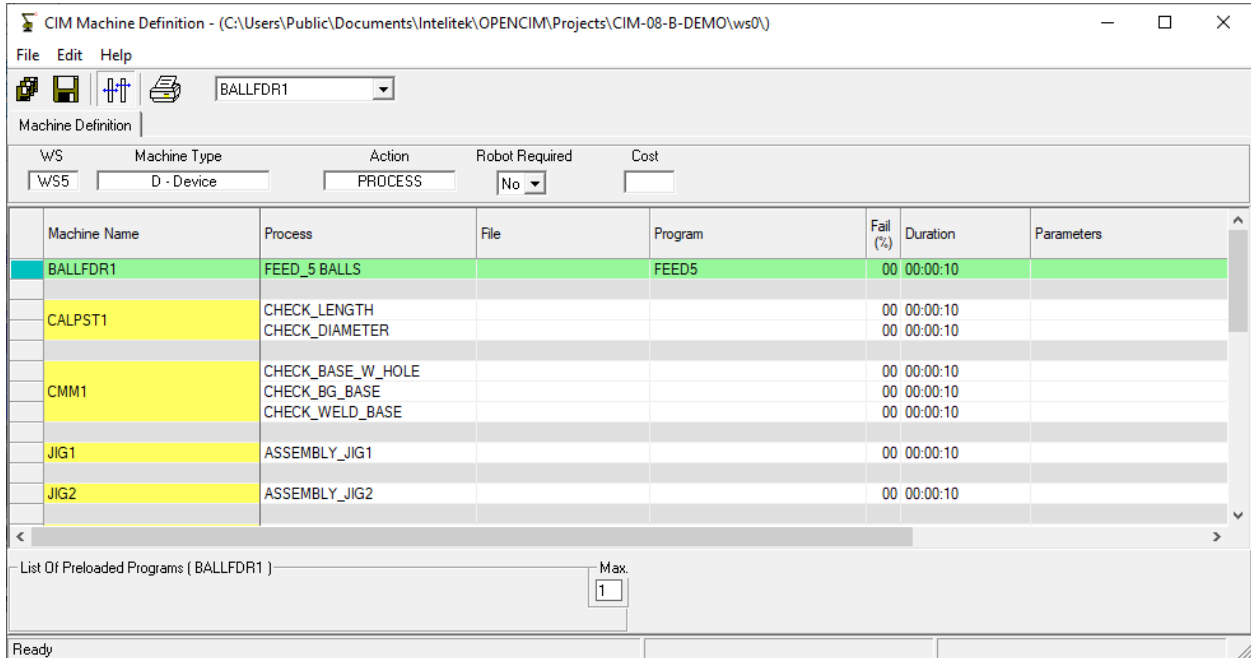 CIM Machine Definition - (C:\Users\Public\Documents\Intelitek\OPENCIM\Projects\CIM-08-B-DEMO\ws0\)
File Edit Help
BALLFDR1
Machine Definition
WS Machine Type Action Robot Required Cost
WS5 D - Device PROCESS No
Machine Name Process File Program Fail (%) Duration Parameters
BALLFDR1 FEED_5 BALLS FEED5 00 00:00:10
CALPST1 CHECK_LENGTH 00 00:00:10
CHECK_DIAMETER 00 00:00:10
CHECK_BASE_W_HOLE 00 00:00:10
CMM1 CHECK_BG_BASE 00 00:00:10
CHECK_WELD_BASE 00 00:00:10
JIG1 ASSEMBLY_JIG1 00 00:00:10
JIG2 ASSEMBLY_JIG2 00 00:00:10
List Of Preloaded Programs ( BALLFDR1 ) Max.
1
Ready